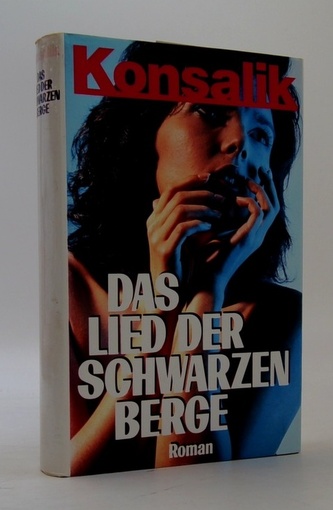 Konsalik
DAS
LIED DER
SCHWARZEN
BERGE
Roman
DAS
LIED DER
SCHWARZEN
BERGE